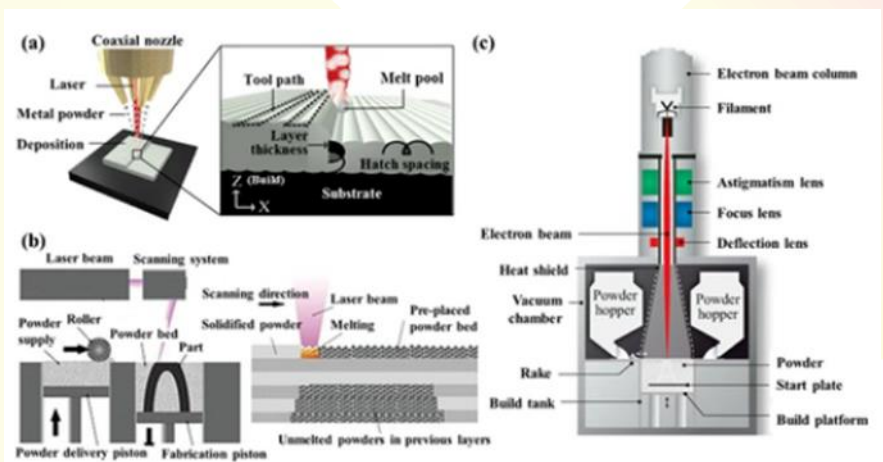 (a)
Coaxial nozzle
Laser
Metal powder
Deposition
Tool path
Melt pool
Layer
thickness
Hatch spacing
Z (Build)
X
Substrate
(b)
Laser beam
Scanning system
Powder
supply
Roller
Powder bed
Part
Powder delivery piston
Fabrication piston
Scanning direction
Laser beam
Solidified powder
Melting
Pre-placed
powder bed
Unmelted powders in previous layers
(c)
Electron beam column
Filament
Astigmatism lens
Focus lens
Electron beam
Deflection lens
Heat shield
Vacuum
chamber
Powder
hopper
Powder
hopper
Rake
Powder
Start plate
Build tank
Build platform